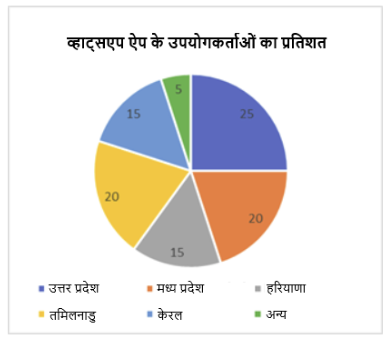 व्हाट्सएप ऐप के उपयोगकर्ताओं का प्रतिशत
5
15
25
20
20
15
उत्तर प्रदेश मध्य प्रदेश हरियाणा
तमिलनाडु केरल अन्य